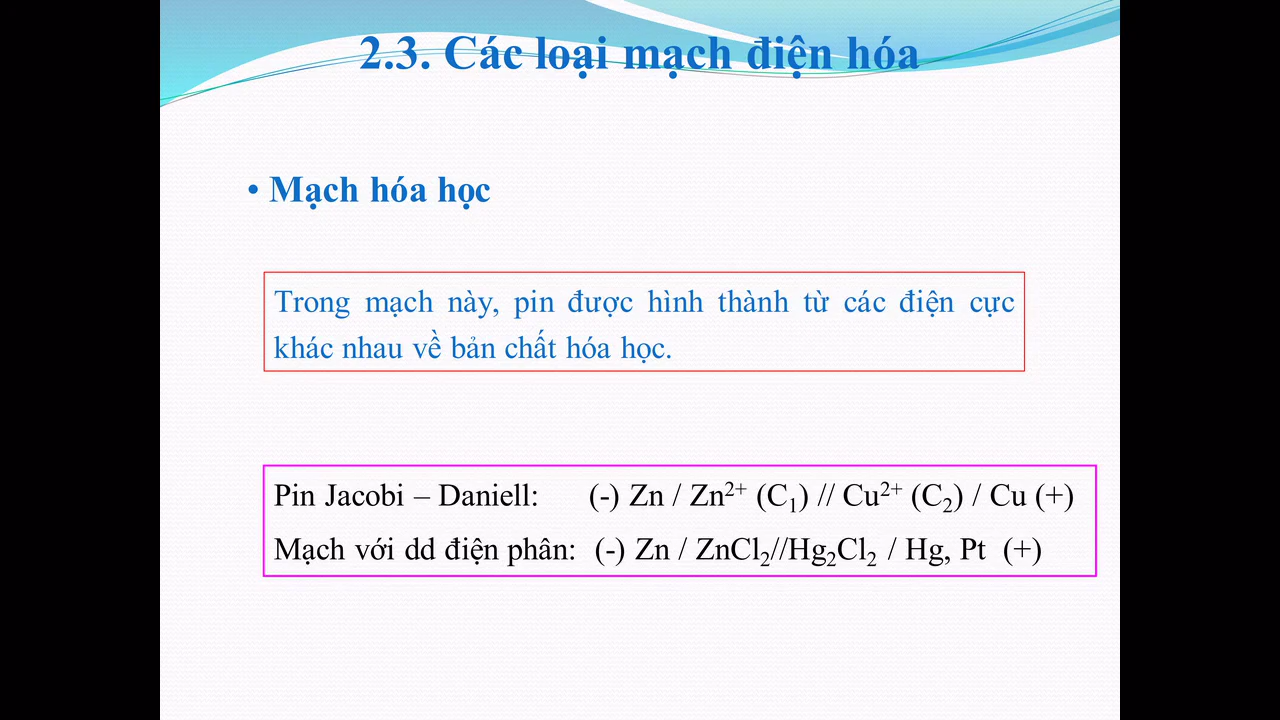 2.3. Các loại mạch điện hóa
• Mạch hóa học
Trong mạch này, pin được hình thành từ các điện cực
khác nhau về bản chất hóa học.
Pin Jacobi – Daniell: (-) Zn / Zn²⁺ (C₁) // Cu²⁺ (C₂) / Cu (+)
Mạch với dd điện phân: (-) Zn / ZnCl₂//Hg₂Cl₂ / Hg, Pt (+)